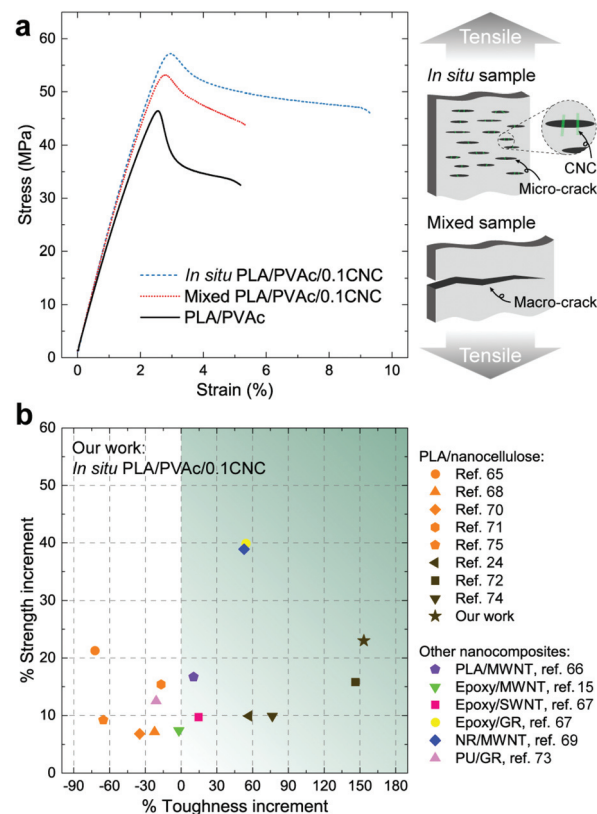 a
60
50
40
30
20
10
0
Stress (MPa)
In situ PLA/PVAc/0.1CNC
Mixed PLA/PVAc/0.1CNC
PLA/PVAc
0 2 4 6 8 10
Strain (%)
Tensile
In situ sample
CNC
Micro-crack
Mixed sample
Macro-crack
Tensile
b
60
50
40
30
20
10
0
% Strength increment
Our work:
In situ PLA/PVAc/0.1CNC
-90 -60 -30 0 30 60 90 120 150 180
% Toughness increment
PLA/nanocellulose:
Ref. 65
Ref. 68
Ref. 70
Ref. 71
Ref. 75
Ref. 24
Ref. 72
Ref. 74
Our work
Other nanocomposites:
PLA/MWNT, ref. 66
Epoxy/MWNT, ref. 15
Epoxy/SWNT, ref. 67
Epoxy/GR, ref. 67
NR/MWNT, ref. 69
PU/GR, ref. 73